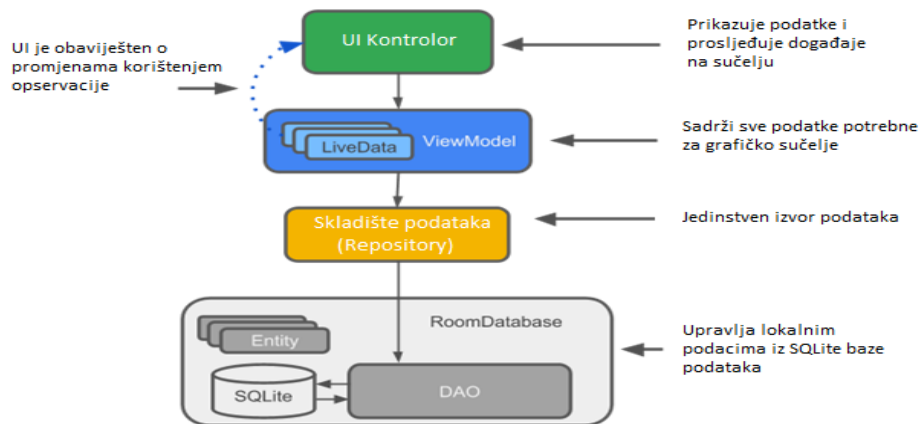 UI Kontrolor
Prikazuje podatke i
prosljeđuje događaje
na sučelju
UI je obaviješten o
promjenama korištenjem
opservacije
LiveData
ViewModel
Sadrži sve podatke potrebne
za grafičko sučelje
Skladište podataka
(Repository)
Jedinstven izvor podataka
RoomDatabase
Entity
SQLite
DAO
Upravlja lokalnim
podacima iz SQLite baze
podataka